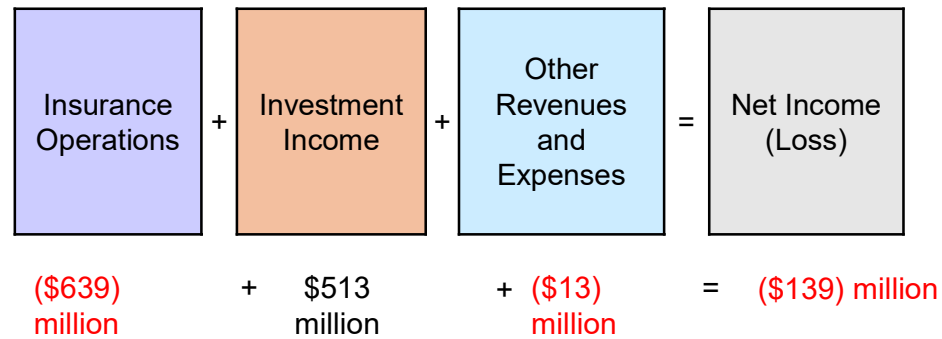 Insurance
Operations
+
Investment
Income
+
Other
Revenues
and
Expenses
=
Net Income
(Loss)
($639)
million
+
$513
million
+
($13)
million
=
($139) million